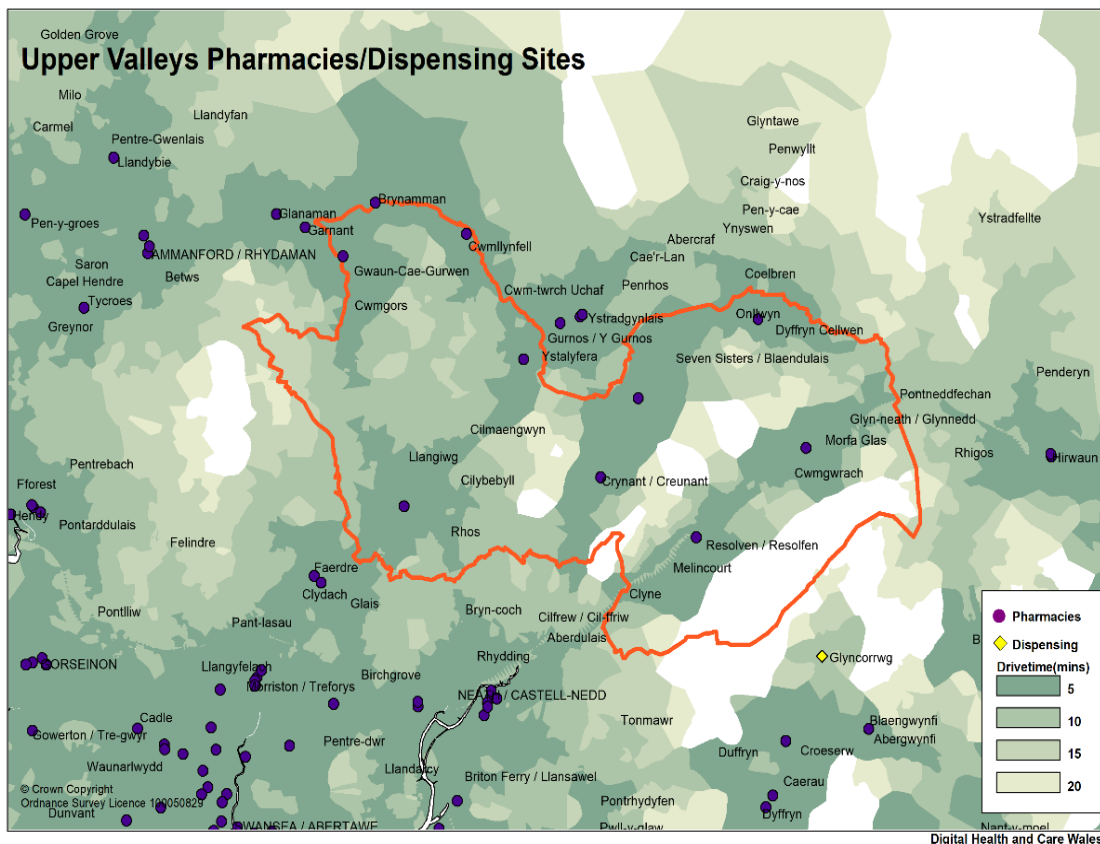 Golden Grove
Upper Valleys Pharmacies/Dispensing Sites
Milo
Carmel
Llandyfan
Pentre-Gwenlais
Llandybie
Glyntawe
Penwyllt
Craig-y-nos
Pen-y-cae
Ynyswen
Ystradfellte
Brynamman
Glanaman
Garnant
Pen-y-groes
Cwmllynfell
Abercraf
Cae'r-Lan
AMMANFORD / RHYDAMAN
Saron
Capel Hendre
Betws
Gwaun-Cae-Gurwen
Coelbren
Penrhos
Cwm-twrch Uchaf
Tycroes
Cwmgors
Greynor
Ystradgynlais
Onllwyn
Dyffryn Cellwen
Gurnos / Y Gurnos
Ystalyfera
Seven Sisters / Blaendulais
Penderyn
Pontneddfechan
Glyn-neath / Glynnedd
Cilmaengwyn
Morfa Glas
Rhigos
Hirwaun
Llangiwg
Pentrebach
Cwmgwrach
Cilybebyll
Crynant / Creunant
Fforest
Hendy
Pontarddulais
Rhos
Felindre
Resolven / Resolfen
Melincourt
Faerdre
Clydach
Glais
Clyne
Pontlliw
Pant-lasau
Bryn-coch
Cilfrew / Cil-ffriw
Aberdulais
Rhydding
Glyncorrwg
ORSEINON
Llangyfelach
Birchgrove
Morriston / Treforys
NEATH / CASTELL-NEDD
Cadle
Gowerton / Tre-gwyr
Tonmawr
Blaengwynfi
Abergwynfi
Pentre-dwr
Duffryn
Croeserw
Waunarlwydd
Llandarcy
Briton Ferry / Llansawel
Caerau
Pontrhydyfen
Dyffryn
Dunvant
Pwll-y-glaw
Nant-y-moel
WANSEA / ABERTAWE
© Crown Copyright
Ordnance Survey Licence 100050829
Pharmacies
Dispensing
Drivetime(mins)
5
10
15
20
Digital Health and Care Wales